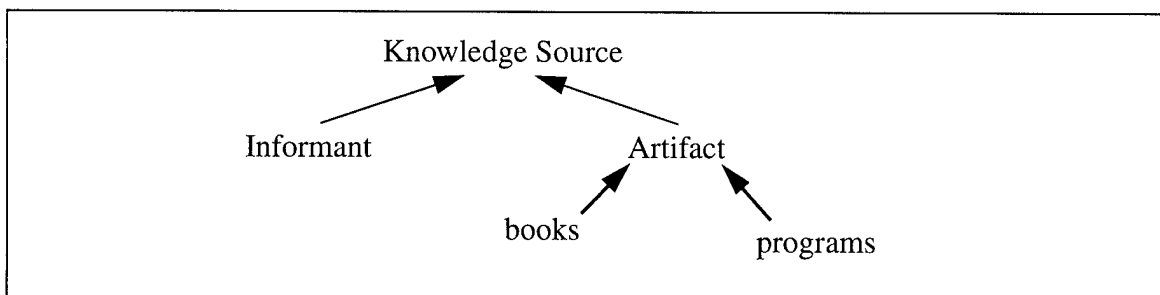 Knowledge Source
Informant
Artifact
books
programs